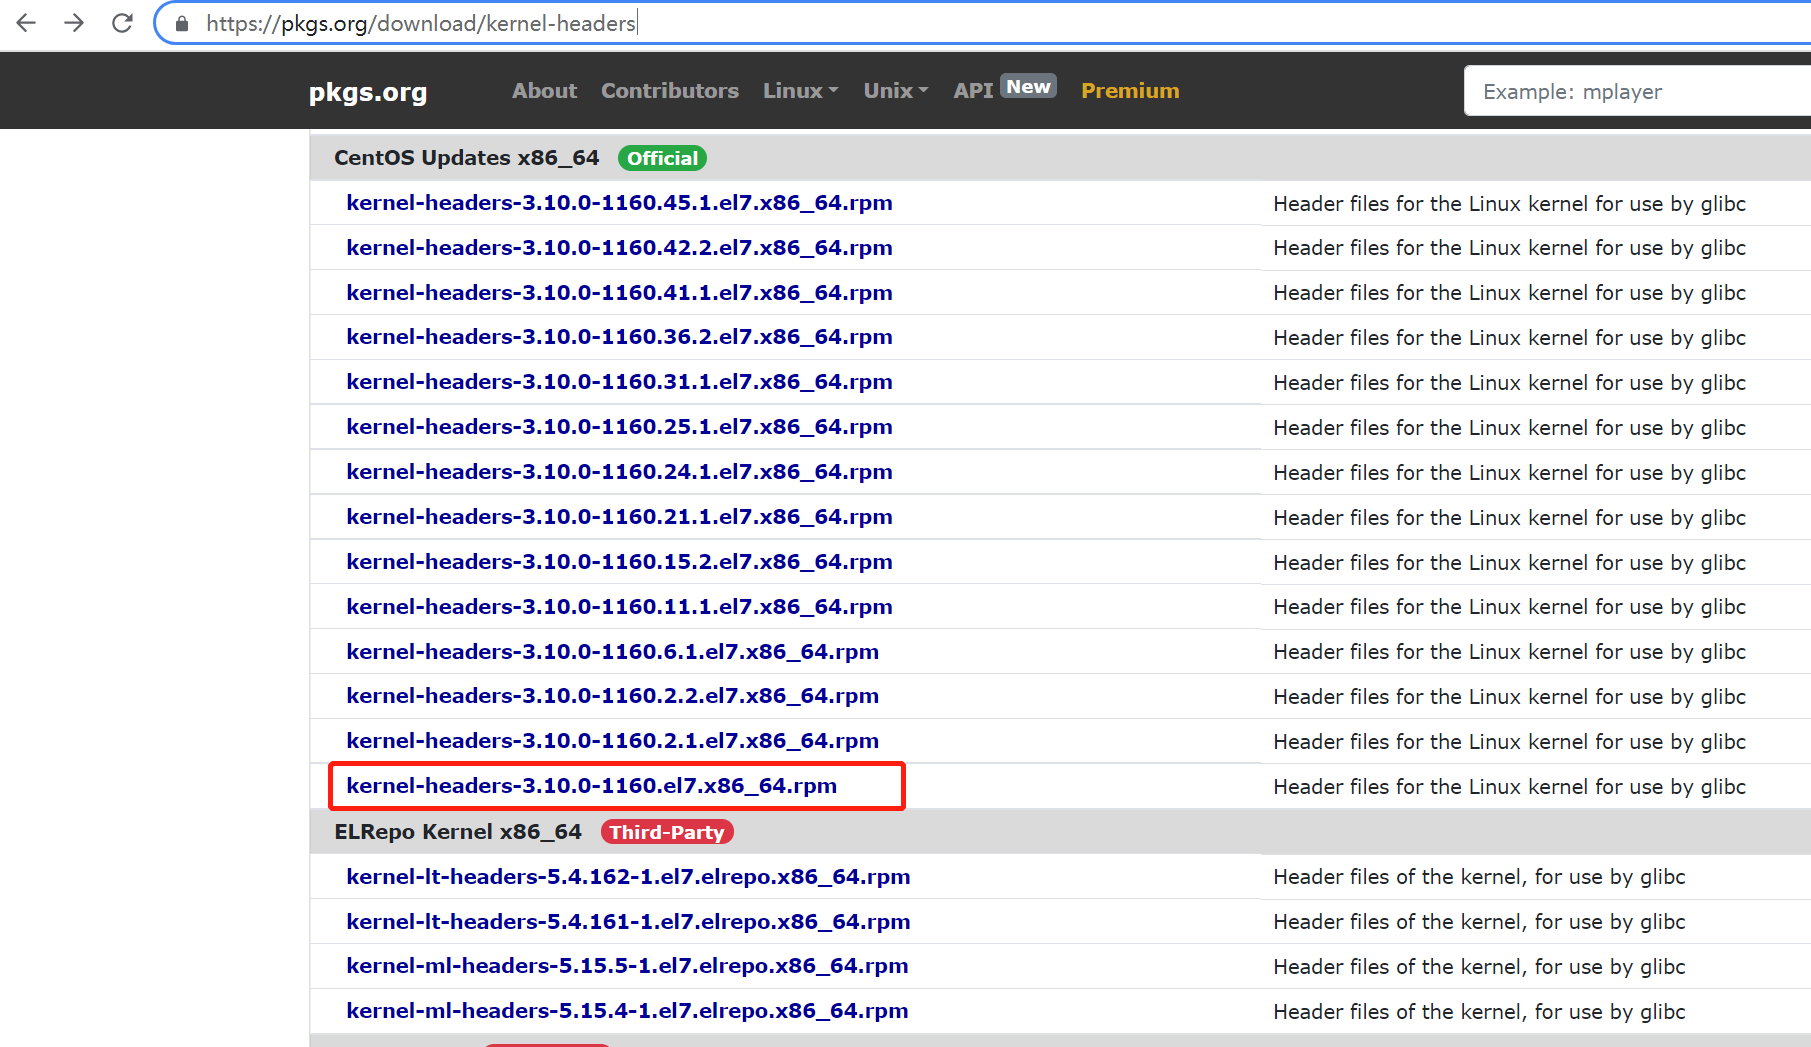 https://pkgs.org/download/kernel-headers
pkgs.org About Contributors Linux Unix API New Premium Example: mplayer
CentOS Updates x86_64 Official
kernel-headers-3.10.0-1160.45.1.el7.x86_64.rpm Header files for the Linux kernel for use by glibc
kernel-headers-3.10.0-1160.42.2.el7.x86_64.rpm Header files for the Linux kernel for use by glibc
kernel-headers-3.10.0-1160.41.1.el7.x86_64.rpm Header files for the Linux kernel for use by glibc
kernel-headers-3.10.0-1160.36.2.el7.x86_64.rpm Header files for the Linux kernel for use by glibc
kernel-headers-3.10.0-1160.31.1.el7.x86_64.rpm Header files for the Linux kernel for use by glibc
kernel-headers-3.10.0-1160.25.1.el7.x86_64.rpm Header files for the Linux kernel for use by glibc
kernel-headers-3.10.0-1160.24.1.el7.x86_64.rpm Header files for the Linux kernel for use by glibc
kernel-headers-3.10.0-1160.21.1.el7.x86_64.rpm Header files for the Linux kernel for use by glibc
kernel-headers-3.10.0-1160.15.2.el7.x86_64.rpm Header files for the Linux kernel for use by glibc
kernel-headers-3.10.0-1160.11.1.el7.x86_64.rpm Header files for the Linux kernel for use by glibc
kernel-headers-3.10.0-1160.6.1.el7.x86_64.rpm Header files for the Linux kernel for use by glibc
kernel-headers-3.10.0-1160.2.2.el7.x86_64.rpm Header files for the Linux kernel for use by glibc
kernel-headers-3.10.0-1160.2.1.el7.x86_64.rpm Header files for the Linux kernel for use by glibc
kernel-headers-3.10.0-1160.el7.x86_64.rpm Header files for the Linux kernel for use by glibc
ELRepo Kernel x86_64 Third-Party
kernel-lt-headers-5.4.162-1.el7.elrepo.x86_64.rpm Header files of the kernel, for use by glibc
kernel-lt-headers-5.4.161-1.el7.elrepo.x86_64.rpm Header files of the kernel, for use by glibc
kernel-ml-headers-5.15.5-1.el7.elrepo.x86_64.rpm Header files of the kernel, for use by glibc
kernel-ml-headers-5.15.4-1.el7.elrepo.x86_64.rpm Header files of the kernel, for use by glibc